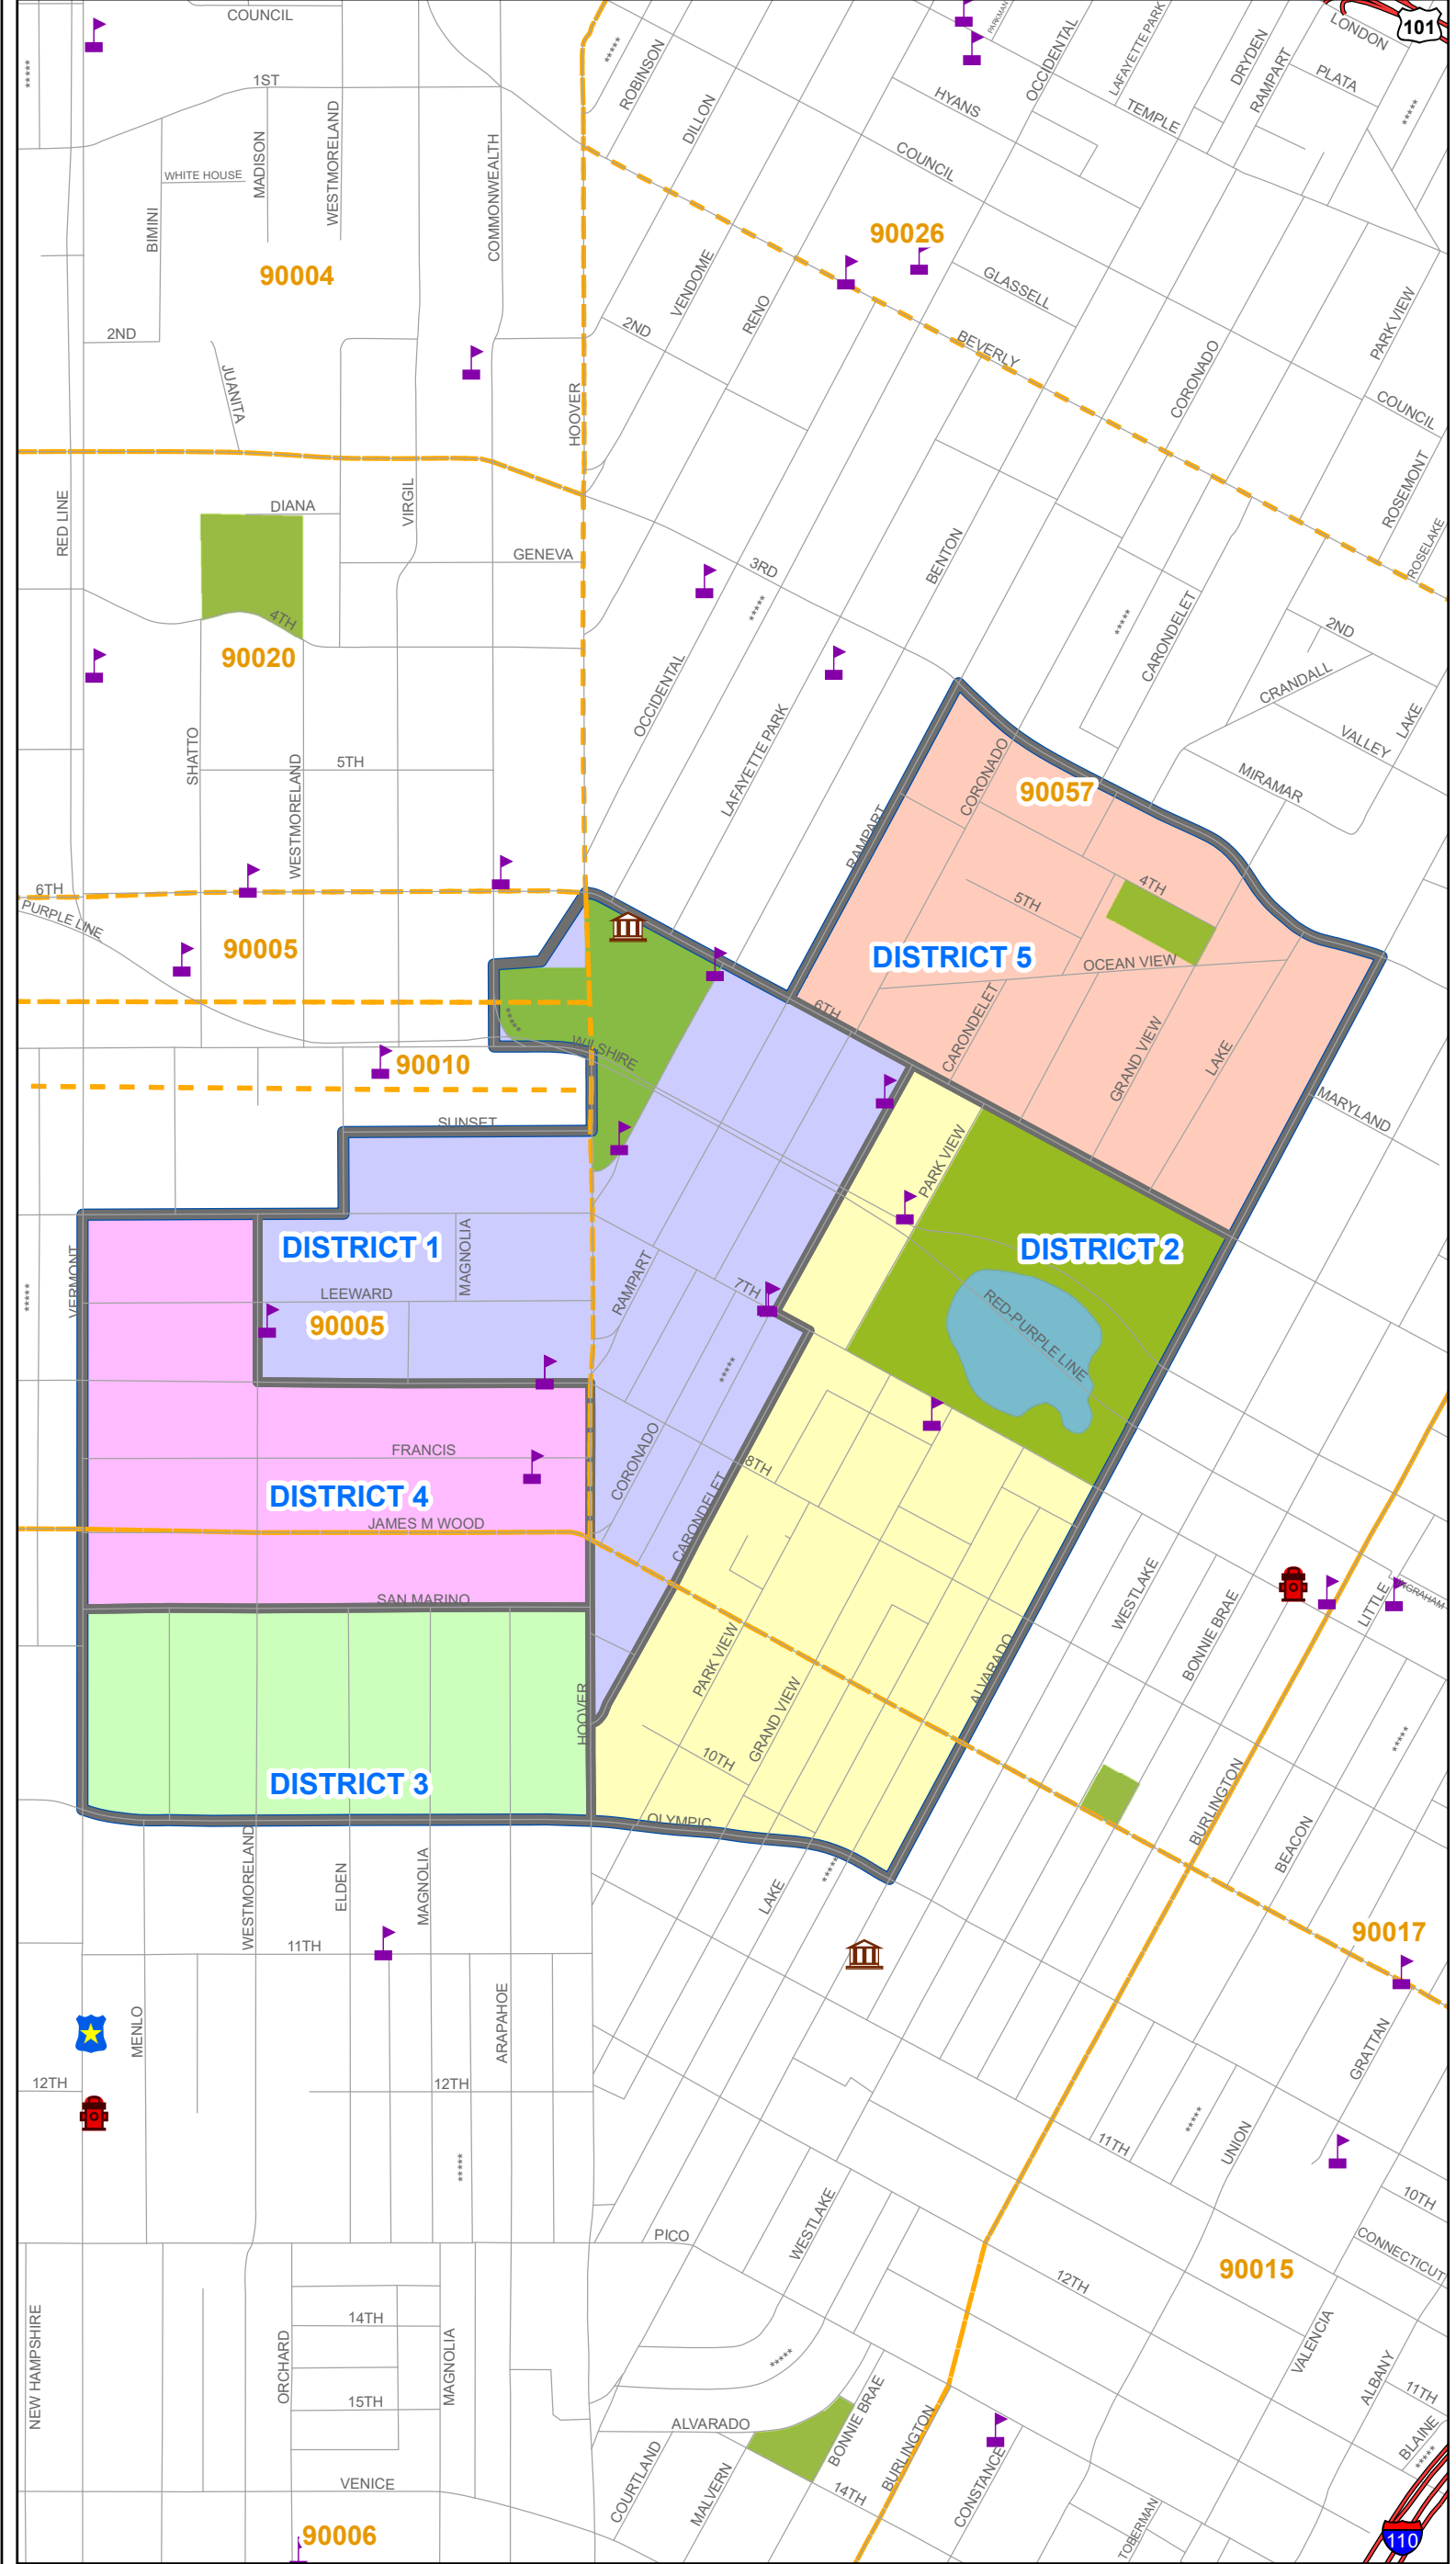 COUNCIL
101
LONDON
PARKMAN
OCCIDENTAL
LAFAYETTE PARK
DRYDEN
RAMPART
PLATA
*****
*****
*****
ROBINSON
1ST
HYANS
TEMPLE
DILLON
MADISON
WESTMORELAND
COMMONWEALTH
COUNCIL
WHITE HOUSE
BIMINI
90026
90004
VENDOME
GLASSELL
RENO
2ND
2ND
BEVERLY
PARK VIEW
JUANITA
CORONADO
HOOVER
COUNCIL
RED LINE
DIANA
VIRGIL
ROSEMONT
GENEVA
BENTON
ROSELAKE
3RD
*****
*****
4TH
CARONDELET
2ND
90020
OCCIDENTAL
CRANDALL
LAKE
SHATTO
5TH
LAFAYETTE PARK
VALLEY
CORONADO
MIRAMAR
WESTMORELAND
90057
RAMPART
6TH
4TH
5TH
PURPLE LINE
90005
DISTRICT 5
OCEAN VIEW
6TH
*****
CARONDELET
WILSHIRE
GRAND VIEW
LAKE
90010
MARYLAND
SUNSET
PARK VIEW
DISTRICT 1
DISTRICT 2
MAGNOLIA
VERMONT
*****
LEEWARD
RAMPART
7TH
90005
RED-PURPLE LINE
*****
FRANCIS
CORONADO
8TH
DISTRICT 4
JAMES M WOOD
CARONDELET
SAN MARINO
WESTLAKE
BONNIE BRAE
LITTLE
INGRAHAM
PARK VIEW
ALVARADO
HOOVER
GRAND VIEW
*****
10TH
DISTRICT 3
BURLINGTON
OLYMPIC
BEACON
WESTMORELAND
ELDEN
MAGNOLIA
LAKE
*****
90017
11TH
MENLO
ARAPAHOE
GRATTAN
12TH
12TH
*****
*****
11TH
UNION
10TH
PICO
WESTLAKE
CONNECTICUT
90015
12TH
NEW HAMPSHIRE
14TH
ORCHARD
MAGNOLIA
*****
VALENCIA
ALBANY
15TH
11TH
ALVARADO
BONNIE BRAE
BURLINGTON
BLAINE
*****
COURTLAND
MALVERN
14TH
CONSTANCE
VENICE
TOBERMAN
90006
110